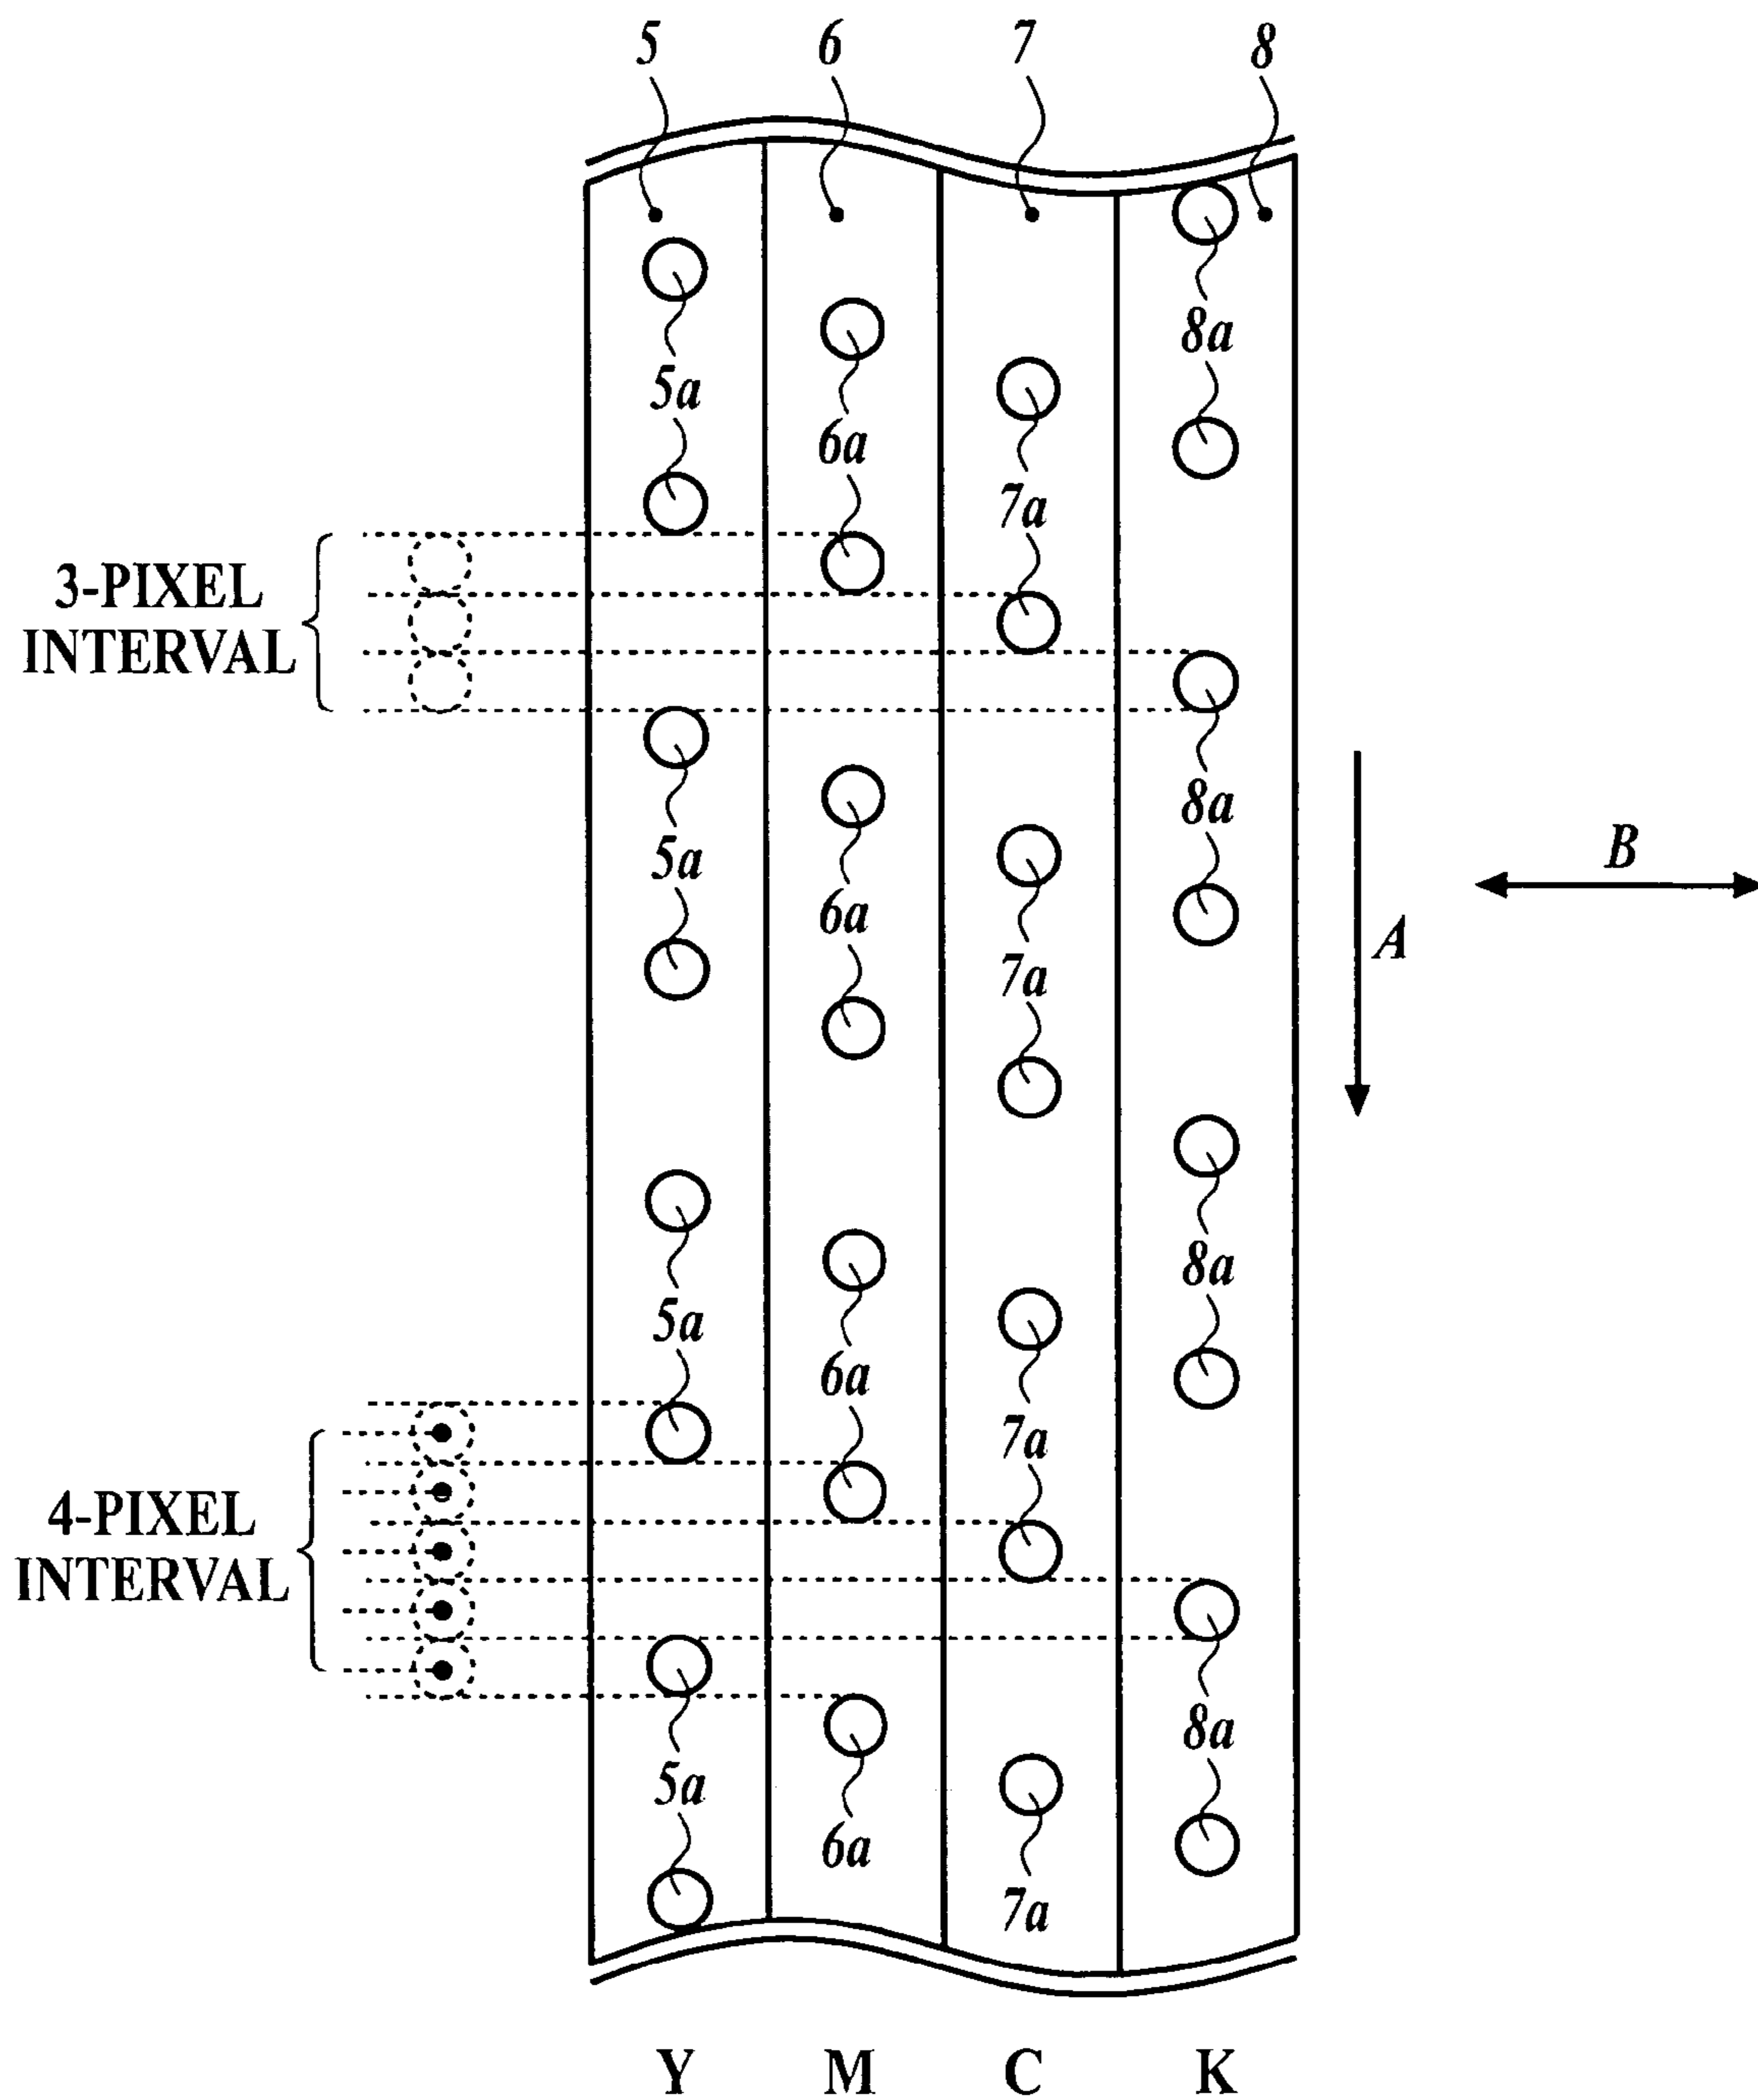 5 6 7 8
8a
5a
6a
7a
3-PIXEL
INTERVAL
8a
B
5a
6a
A
7a
8a
5a
6a
7a
4-PIXEL
INTERVAL
8a
5a
6a
7a
Y M C K